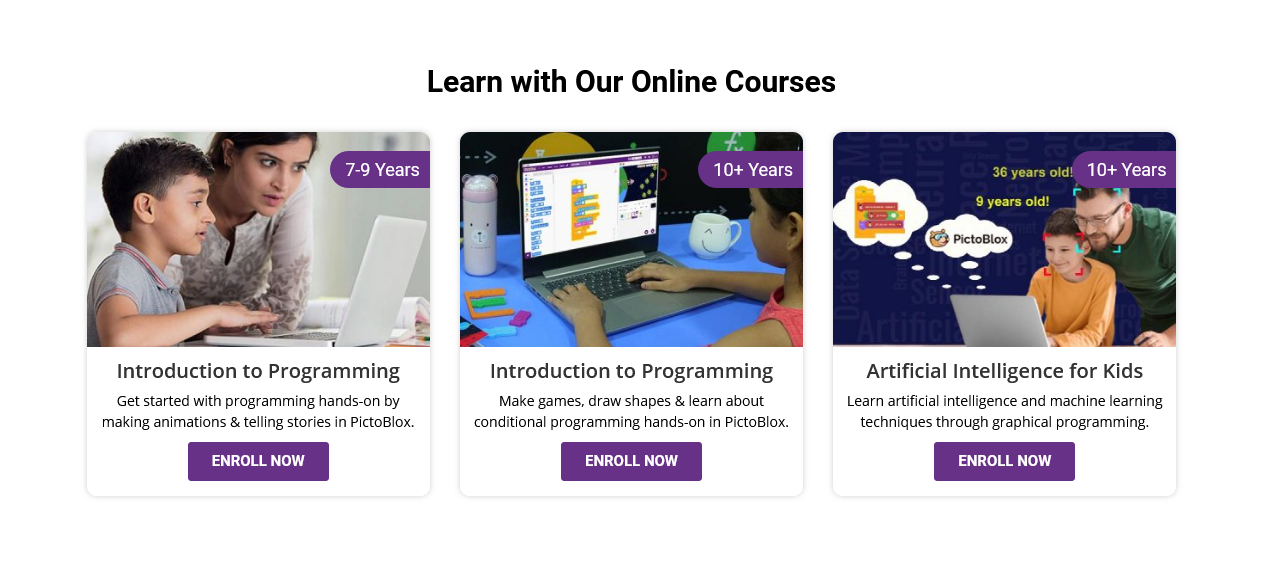 Learn with Our Online Courses
7-9 Years
Introduction to Programming
Get started with programming hands-on by
making animations & telling stories in PictoBlox.
ENROLL NOW
10+ Years
Introduction to Programming
Make games, draw shapes & learn about
conditional programming hands-on in PictoBlox.
ENROLL NOW
36 years old!
10+ Years
9 years old!
PictoBlox
Artificial Intelligence for Kids
Learn artificial intelligence and machine learning
techniques through graphical programming.
ENROLL NOW